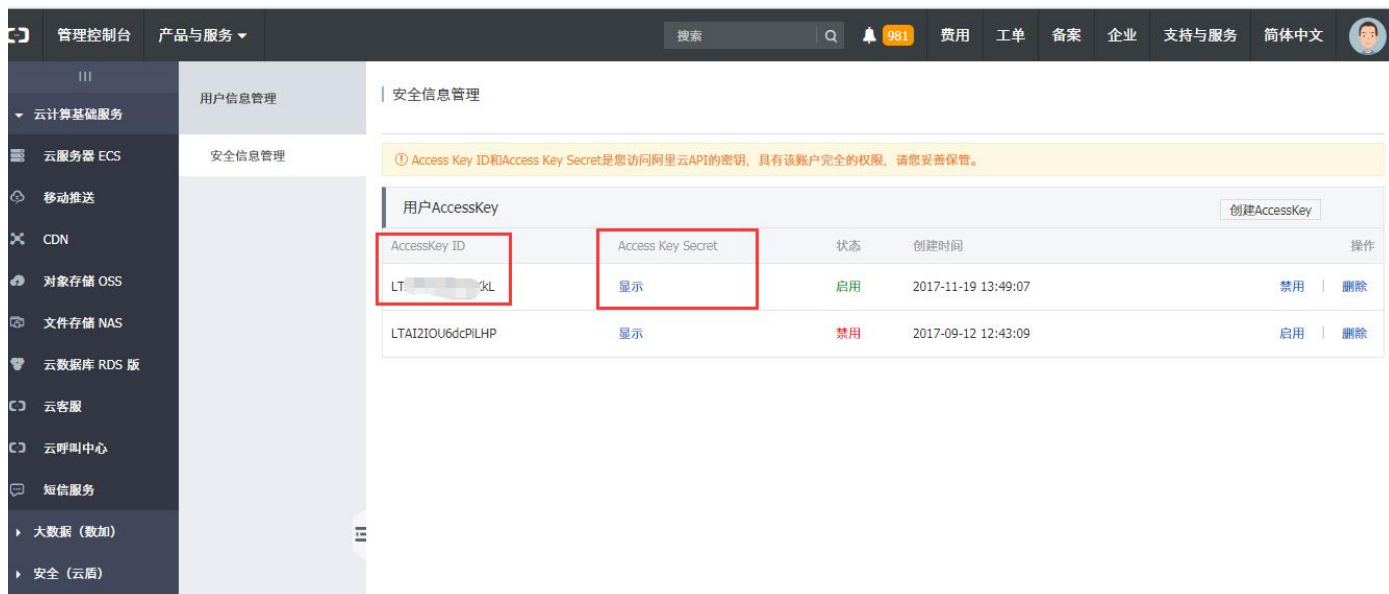 管理控制台 产品与服务 搜索 981 费用 工单 备案 企业 支持与服务 简体中文
云计算基础服务
云服务器 ECS
移动推送
CDN
对象存储 OSS
文件存储 NAS
云数据库 RDS 版
云客服
云呼叫中心
短信服务
大数据（数加）
安全（云盾）
用户信息管理
安全信息管理
安全信息管理
Access Key ID和Access Key Secret是您访问阿里云API的密钥，具有该账户完全的权限，请您妥善保管。
用户AccessKey 创建AccessKey
AccessKey ID Access Key Secret 状态 创建时间 操作
显示 启用 2017-11-19 13:49:07 禁用 删除
LTAI2IOU6dcPiLHP 显示 禁用 2017-09-12 12:43:09 启用 删除